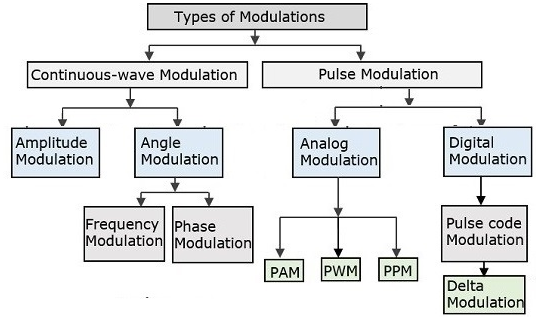 Types of Modulations
Continuous-wave Modulation
Pulse Modulation
Amplitude
Modulation
Angle
Modulation
Analog
Modulation
Digital
Modulation
Frequency
Modulation
Phase
Modulation
Pulse code
Modulation
PAM
PWM
PPM
Delta
Modulation